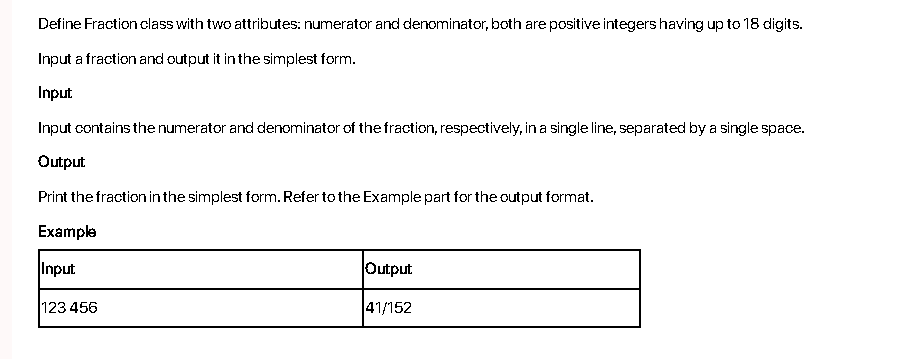 Define Fraction class with two attributes: numerator and denominator, both are positive integers having up to 18 digits.
Input a fraction and output it in the simplest form.
Input
Input contains the numerator and denominator of the fraction, respectively, in a single line, separated by a single space.
Output
Print the fraction in the simplest form. Refer to the Example part for the output format.
Example
Input Output
123 456 41/152